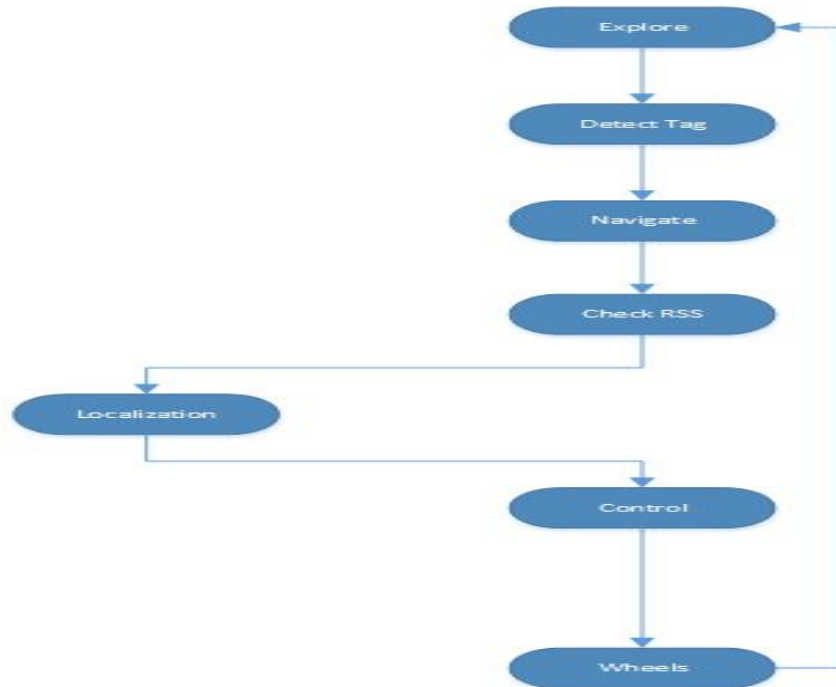 Explore
Detect Tag
Navigate
Check RSS
Localization
Control
Wheels